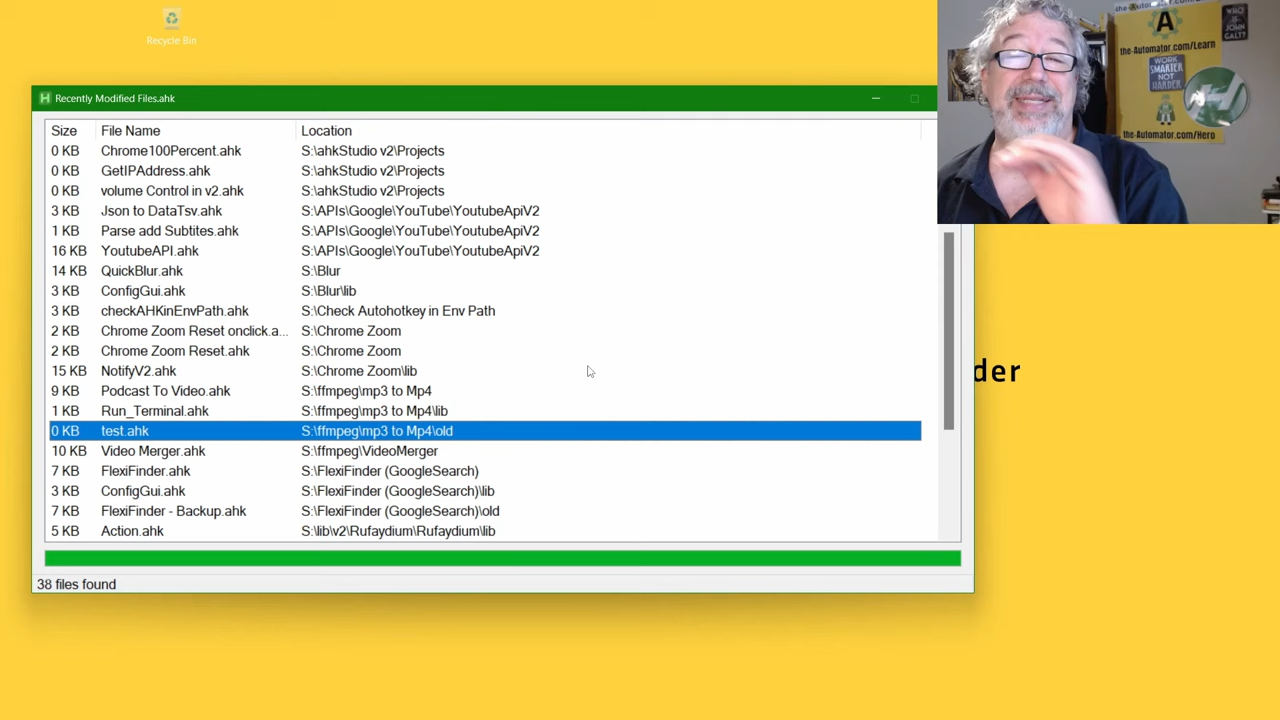 Recycle Bin
Recently Modified Files.ahk
Size File Name Location
0 KB Chrome100Percent.ahk S:\ahkStudio v2\Projects
0 KB GetIPAddress.ahk S:\ahkStudio v2\Projects
0 KB volume Control in v2.ahk S:\ahkStudio v2\Projects
3 KB Json to DataTsv.ahk S:\APIs\Google\YouTube\YoutubeApiV2
1 KB Parse add Subtites.ahk S:\APIs\Google\YouTube\YoutubeApiV2
16 KB YoutubeAPI.ahk S:\APIs\Google\YouTube\YoutubeApiV2
14 KB QuickBlur.ahk S:\Blur
3 KB ConfigGui.ahk S:\Blur\lib
3 KB checkAHKinEnvPath.ahk S:\Check Autohotkey in Env Path
2 KB Chrome Zoom Reset onclick.a... S:\Chrome Zoom
2 KB Chrome Zoom Reset.ahk S:\Chrome Zoom
15 KB NotifyV2.ahk S:\Chrome Zoom\lib
9 KB Podcast To Video.ahk S:\ffmpeg\mp3 to Mp4
1 KB Run_Terminal.ahk S:\ffmpeg\mp3 to Mp4\lib
0 KB test.ahk S:\ffmpeg\mp3 to Mp4\old
10 KB Video Merger.ahk S:\ffmpeg\VideoMerger
7 KB FlexiFinder.ahk S:\FlexiFinder (GoogleSearch)
3 KB ConfigGui.ahk S:\FlexiFinder (GoogleSearch)\lib
7 KB FlexiFinder - Backup.ahk S:\FlexiFinder (GoogleSearch)\old
5 KB Action.ahk S:\lib\v2\Rufaydium\Rufaydium\lib
38 files found
der
A
the-Automator.com/Learn
WORK
SMARTER
NOT
HARDER
the-Automator.com/Hero
WHO
IS
JOHN
GALT?